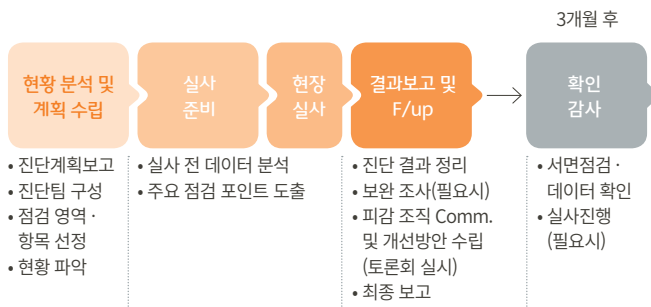 3개월 후
현황 분석 및
계획 수립
실사
준비
현장
실사
결과보고 및
F/up
확인
감사
• 진단계획보고
• 진단팀 구성
• 점검 영역 ·
항목 선정
• 현황 파악
• 실사 전 데이터 분석
• 주요 점검 포인트 도출
• 진단 결과 정리
• 보완 조사(필요시)
• 피감 조직 Comm.
및 개선방안 수립
(토론회 실시)
• 최종 보고
• 서면점검 ·
데이터 확인
• 실사진행
(필요시)